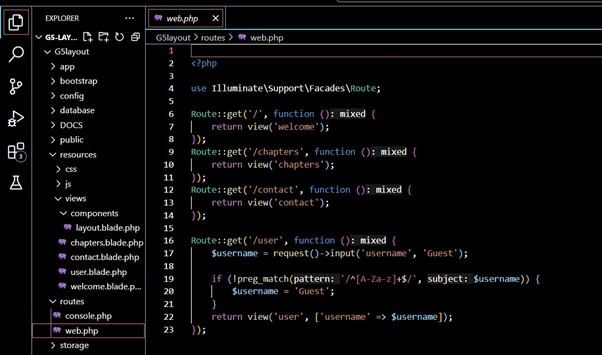 EXPLORER
G5-LAY...
G5layout
app
bootstrap
config
database
DOCS
public
resources
css
js
views
components
layout.blade.php
chapters.blade.php
contact.blade.php
user.blade.php
welcome.blade.p...
routes
console.php
web.php
storage
3
web.php
G5layout > routes > web.php
1
2 <?php
3
4 use Illuminate\Support\Facades\Route;
5
6 Route::get('/', function (): mixed {
7 return view('welcome');
8 });
9 Route::get('/chapters', function (): mixed {
10 return view('chapters');
11 });
12 Route::get('/contact', function (): mixed {
13 return view('contact');
14 });
15
16 Route::get('/user', function (): mixed {
17 $username = request()->input('username', 'Guest');
18
19 if (!preg_match(pattern: '/^[A-Za-z]+$/', subject: $username)) {
20 $username = 'Guest';
21 }
22 return view('user', ['username' => $username]);
23 });